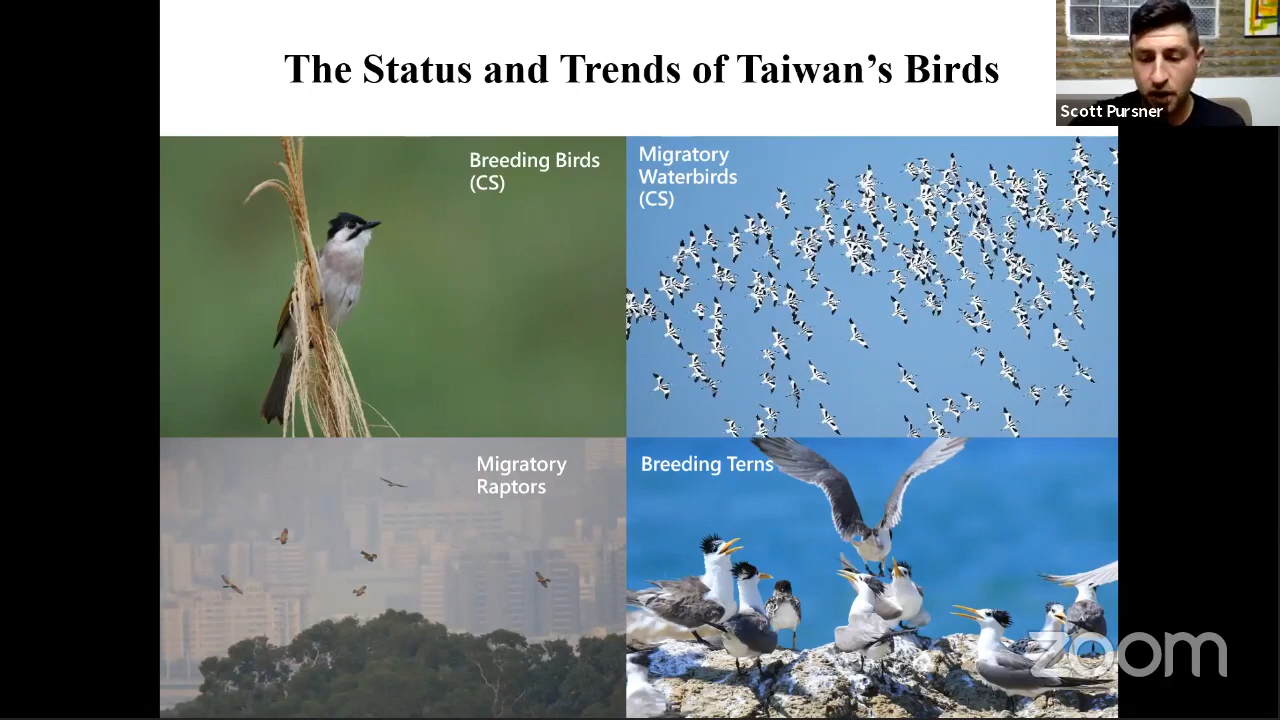 The Status and Trends of Taiwan’s Birds
Scott Pursner
Breeding Birds
(CS)
Migratory
Waterbirds
(CS)
Migratory
Raptors
Breeding Terns
zoom